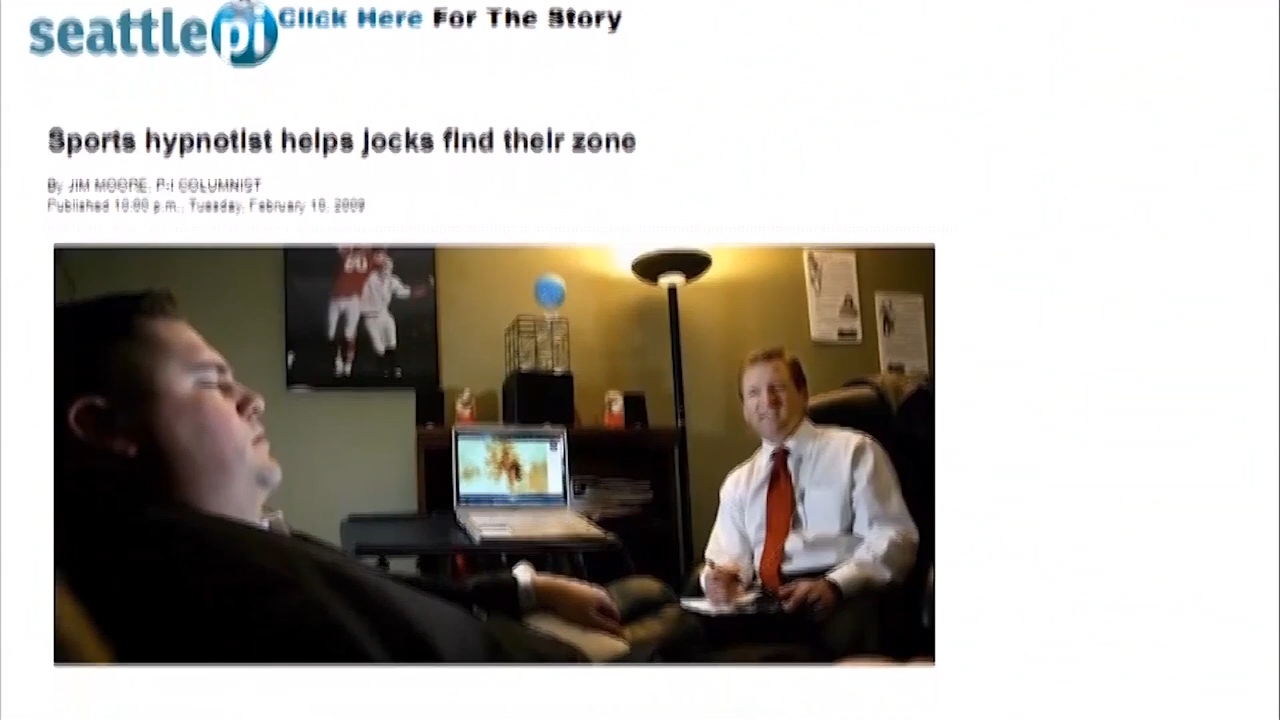 seattlepi
Click Here For The Story
Sports hypnotist helps jocks find their zone
By JIM MOORE, P-I COLUMNIST
Published 10:00 p.m., Tuesday, February 10, 2009